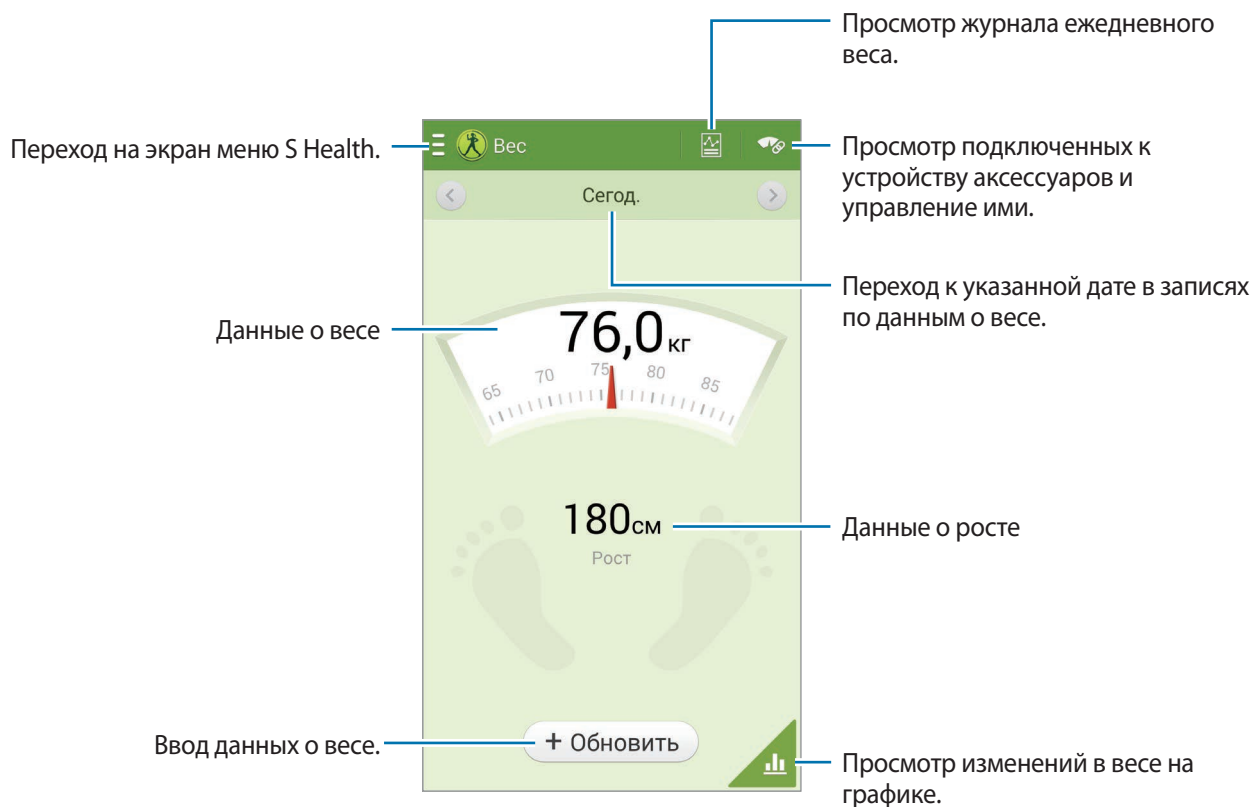 Просмотр журнала ежедневного
веса.
Переход на экран меню S Health.
Вес
Просмотр подключенных к
устройству аксессуаров и
управление ими.
Сегод.
Переход к указанной дате в записях
по данным о весе.
Данные о весе
76,0 кг
65 70 75 80 85
180см
Рост
Данные о росте
Ввод данных о весе.
+ Обновить
Просмотр изменений в весе на
графике.